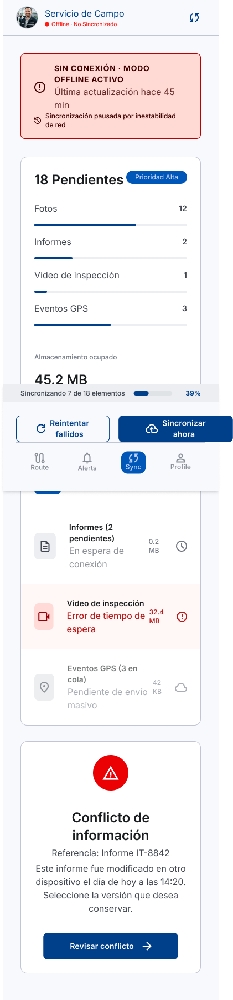 Servicio de Campo
Offline · No Sincronizado
SIN CONEXIÓN · MODO
OFFLINE ACTIVO
Última actualización hace 45
min
Sincronización pausada por inestabilidad
de red
18 Pendientes
Prioridad Alta
Fotos 12
Informes 2
Video de inspección 1
Eventos GPS 3
Almacenamiento ocupado
45.2 MB
Sincronizando 7 de 18 elementos 39%
Reintentar
fallidos
Sincronizar
ahora
Route
Alerts
Sync
Profile
Informes (2
pendientes)
En espera de
conexión
0.2
MB
Video de inspección
Error de tiempo de
espera
32.4
MB
Eventos GPS (3 en
cola)
Pendiente de envío
masivo
42
KB
Conflicto de
información
Referencia: Informe IT-8842
Este informe fue modificado en otro
dispositivo el día de hoy a las 14:20.
Seleccione la versión que desea
conservar.
Revisar conflicto